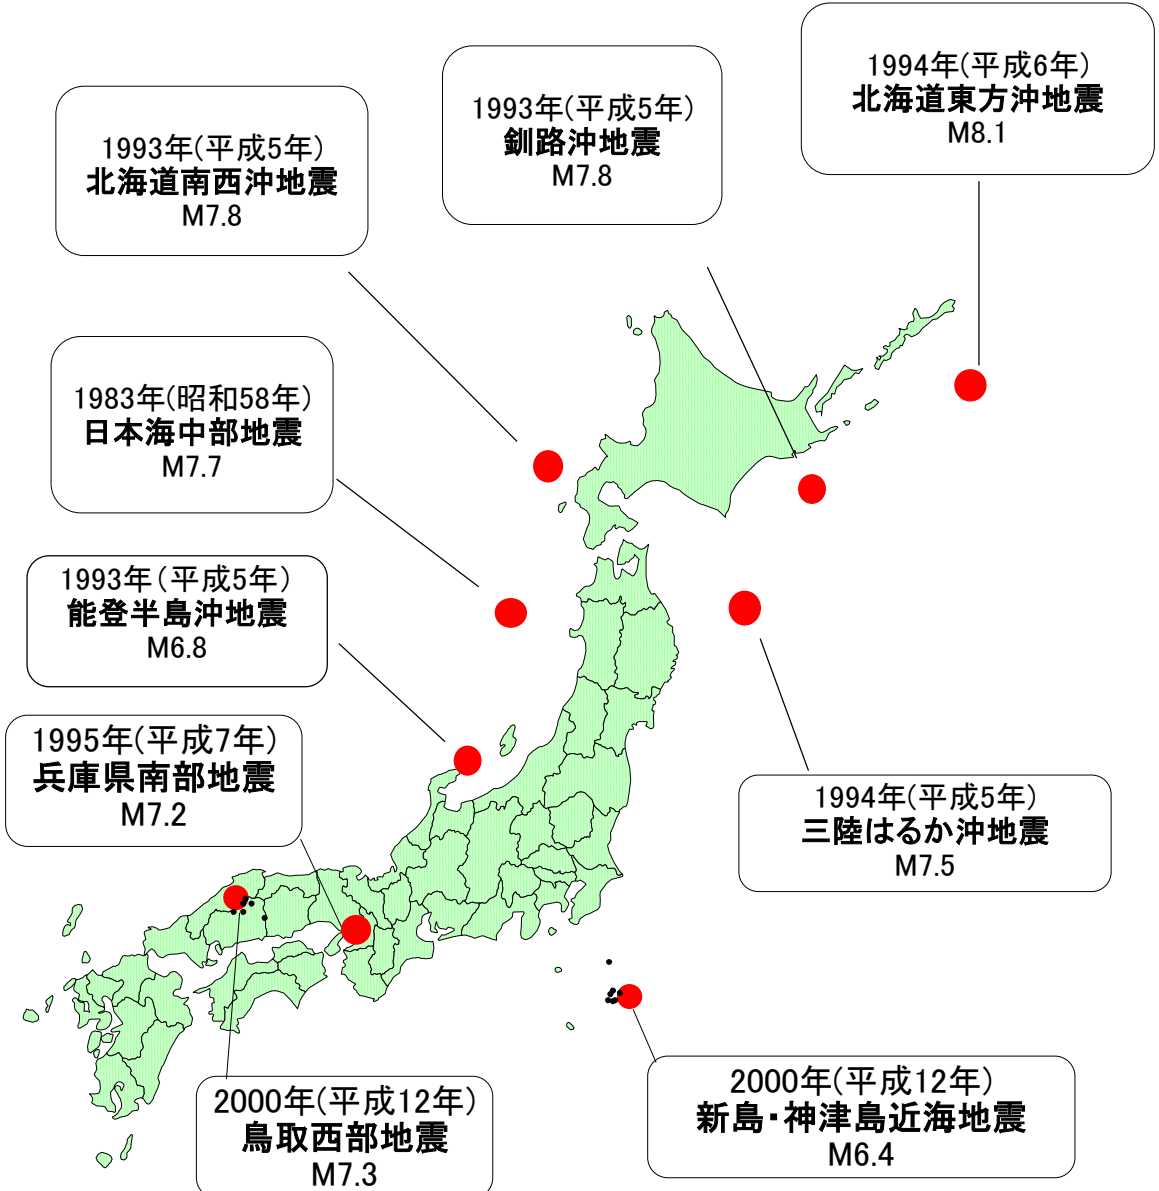 1994年(平成6年)
北海道東方沖地震
M8.1
1993年(平成5年)
釧路沖地震
M7.8
1993年(平成5年)
北海道南西沖地震
M7.8
1983年(昭和58年)
日本海中部地震
M7.7
1993年(平成5年)
能登半島沖地震
M6.8
1995年(平成7年)
兵庫県南部地震
M7.2
1994年(平成5年)
三陸はるか沖地震
M7.5
2000年(平成12年)
新島・神津島近海地震
M6.4
2000年(平成12年)
鳥取西部地震
M7.3